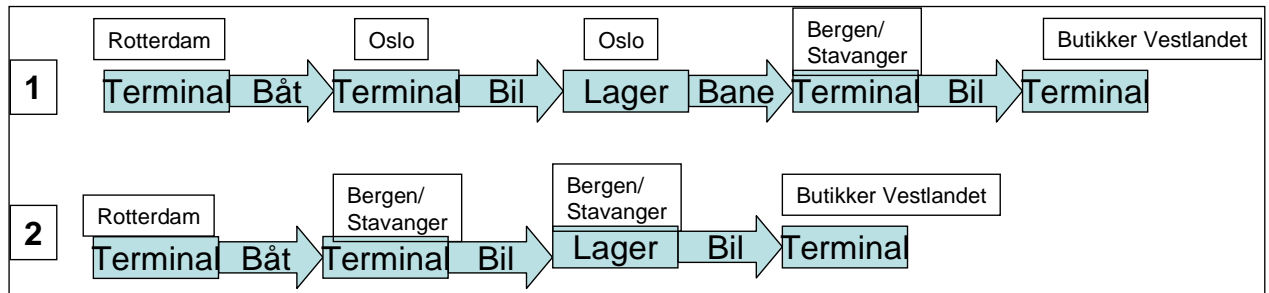 Rotterdam
Oslo
Oslo
Bergen/
Stavanger
Butikker Vestlandet
1
Terminal Båt Terminal Bil Lager Bane Terminal Bil Terminal
Rotterdam
Bergen/
Stavanger
Bergen/
Stavanger
Butikker Vestlandet
2
Terminal Båt Terminal Bil Lager Bil Terminal